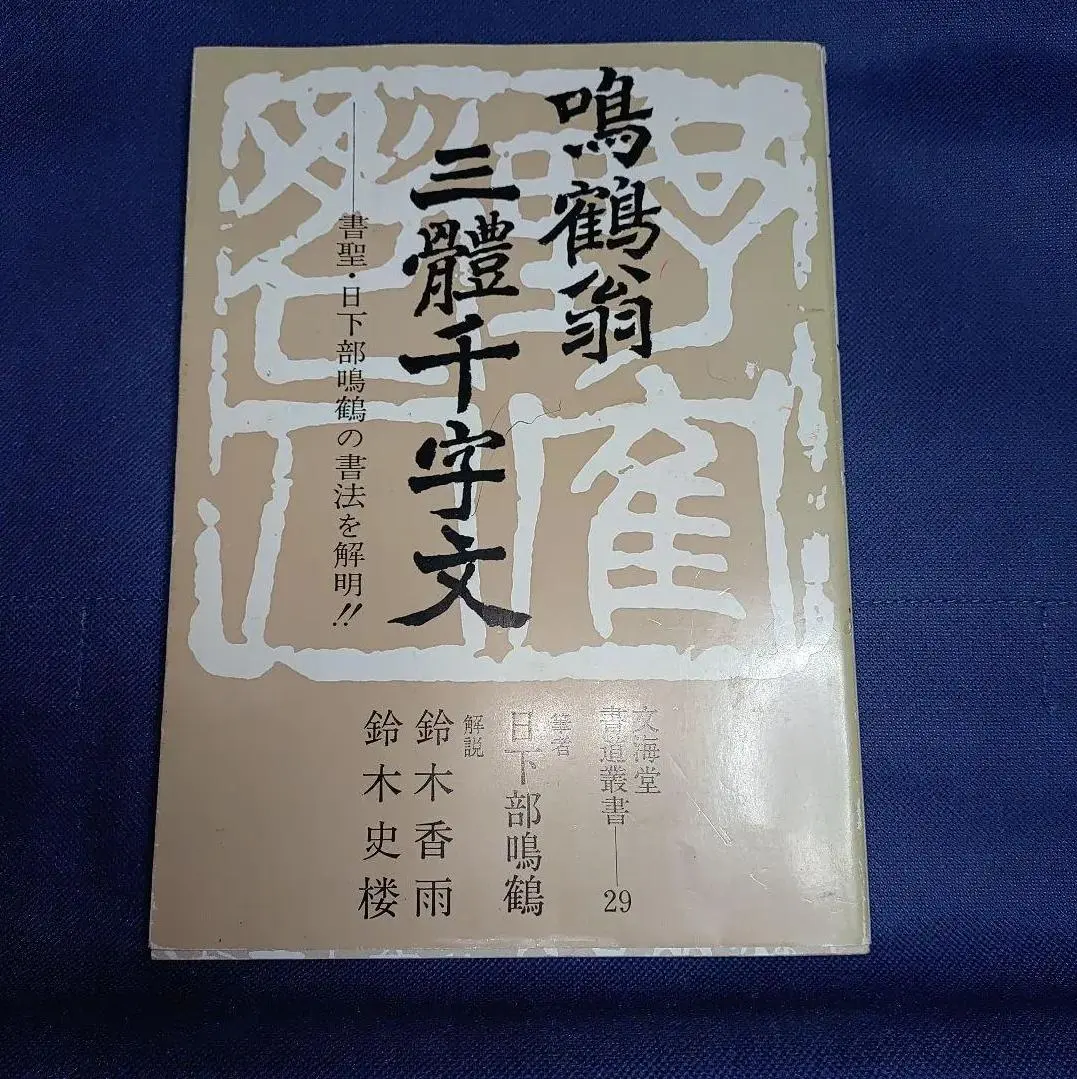 鳴鶴翁
三體千字文
――書聖・日下部鳴鶴の書法を解明!!
文海堂
書道叢書―29
筆者
日下部鳴鶴
解説
鈴木香雨
鈴木史楼